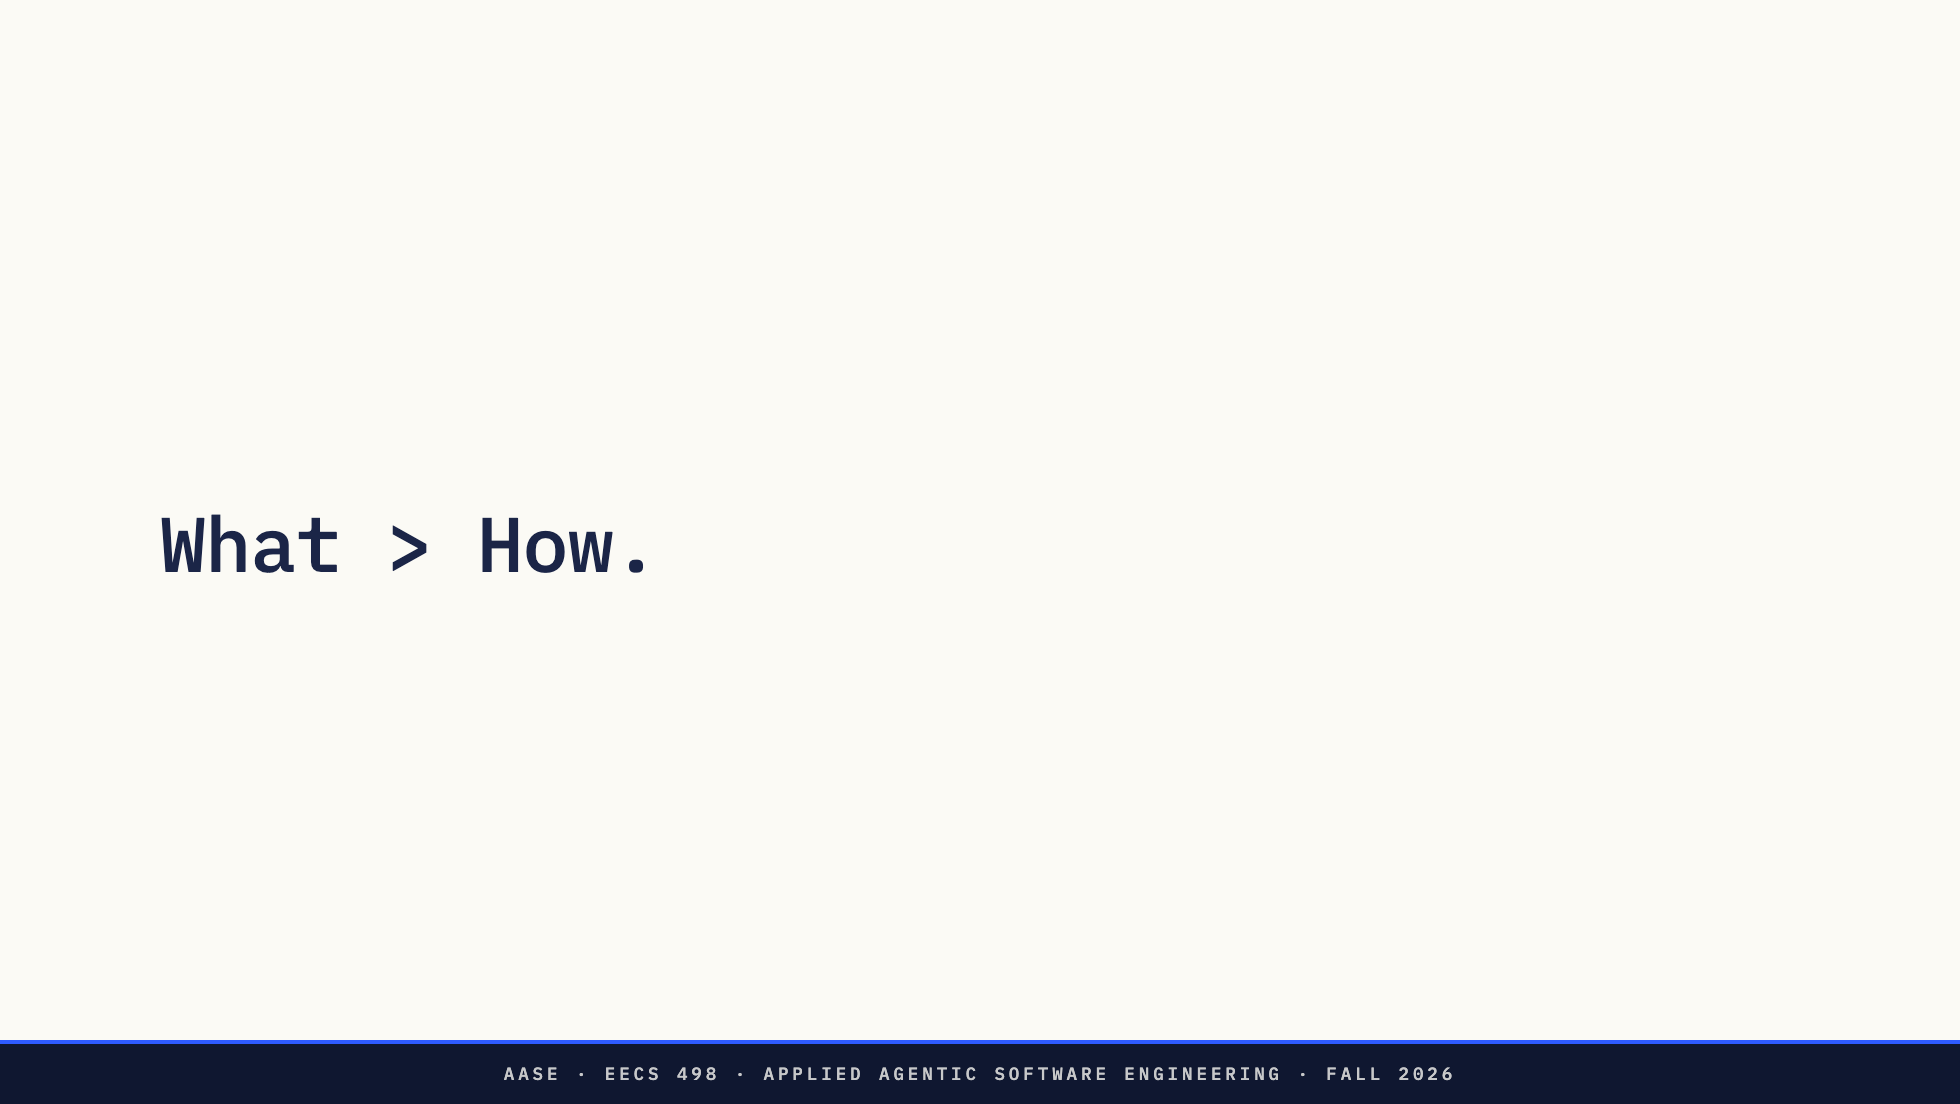 What > How.
AASE · EECS 498 · APPLIED AGENTIC SOFTWARE ENGINEERING · FALL 2026